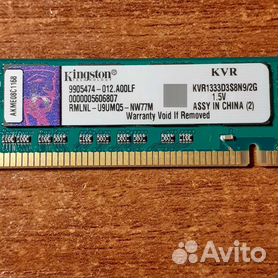 AKME08C1168
Kingston
KVR
9905474-012.A00LF
KVR1333D3S8N9/2G
0000005606807
1.5V
RMLNL-U9UMQ5-NW77M
ASSY IN CHINA (2)
Warranty Void If Removed
Avito